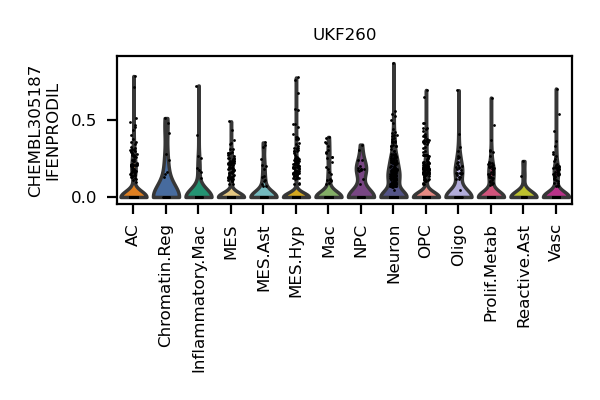 UKF260
CHEMBL305187
IFENPRODIL
0.5
0.0
AC
Chromatin.Reg
Inflammatory.Mac
MES
MES.Ast
MES.Hyp
Mac
NPC
Neuron
OPC
Oligo
Prolif.Metab
Reactive.Ast
Vasc